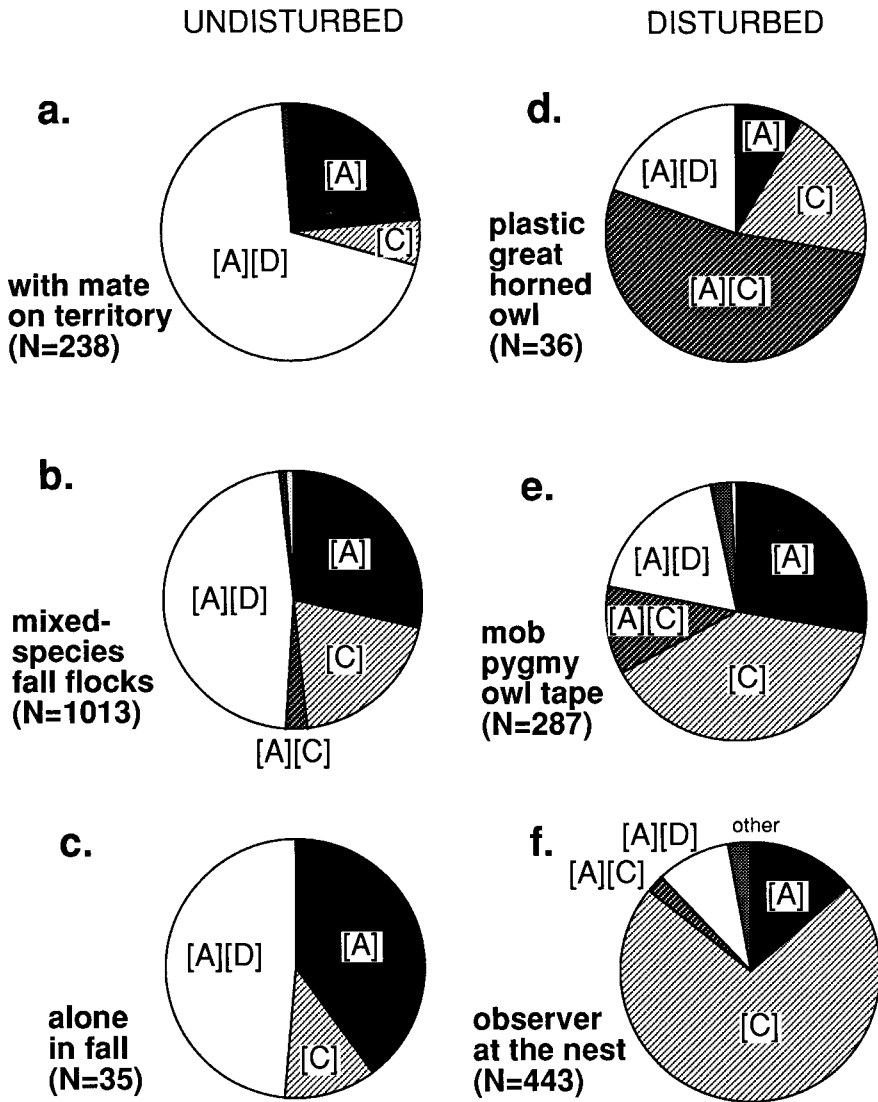 UNDISTURBED
DISTURBED
a.
[A]
[C]
[A][D]
with mate
on territory
(N=238)
d.
[A]
[A][D]
[C]
[A][C]
plastic
great
horned
owl
(N=36)
b.
[A]
[A][D]
[C]
[A][C]
mixed-
species
fall flocks
(N=1013)
e.
[A]
[A][D]
[A][C]
[C]
mob
pygmy
owl tape
(N=287)
c.
[A][D]
[A]
[C]
alone
in fall
(N=35)
f.
other
[A][D]
[A][C]
[A]
[C]
observer
at the nest
(N=443)